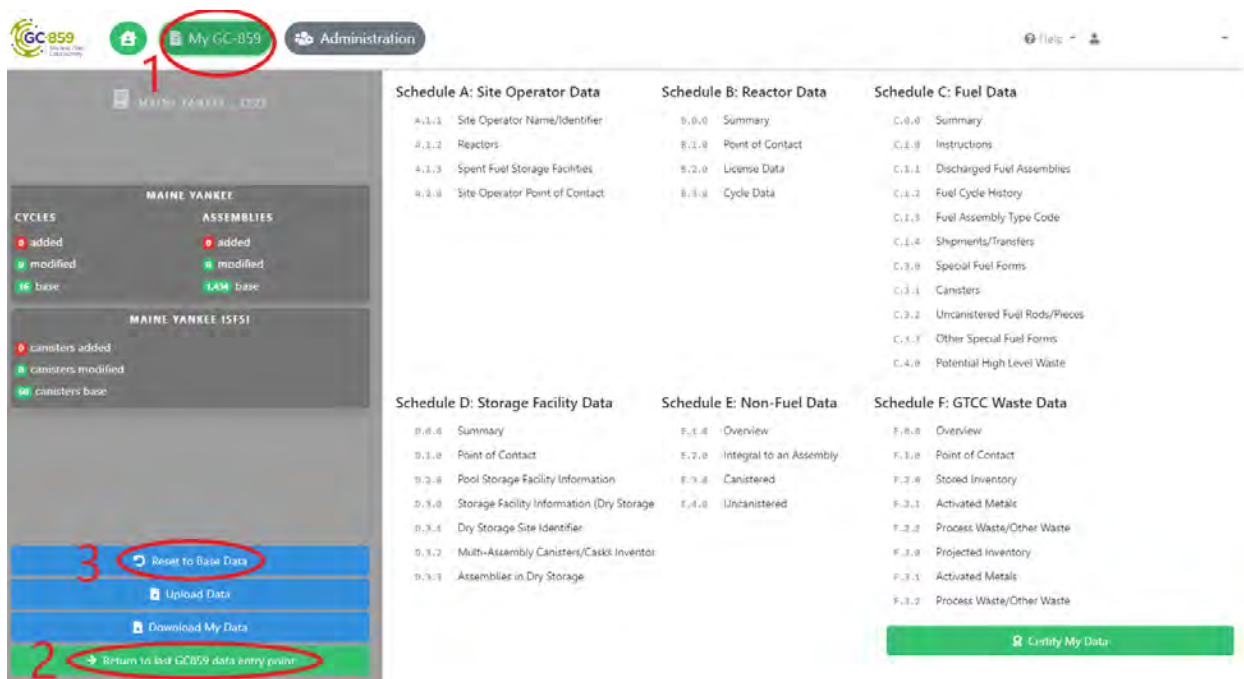 GC-859
My GC-859
Administration
Help
1
MAINE YANKEE
MAINE YANKEE
CYCLES
ASSEMBLIES
0 added
0 added
0 modified
0 modified
16 base
1,434 base
MAINE YANKEE ISFSI
0 canisters added
0 canisters modified
60 canisters base
3
Reset to Base Data
Upload Data
Download My Data
2
Return to last GC859 data entry point
Schedule A: Site Operator Data
A.1.1 Site Operator Name/Identifier
A.1.2 Reactors
A.1.3 Spent Fuel Storage Facilities
A.2.0 Site Operator Point of Contact
Schedule B: Reactor Data
B.0.0 Summary
B.1.0 Point of Contact
B.2.0 License Data
B.3.0 Cycle Data
Schedule C: Fuel Data
C.0.0 Summary
C.1.0 Instructions
C.1.1 Discharged Fuel Assemblies
C.1.2 Fuel Cycle History
C.1.3 Fuel Assembly Type Code
C.1.4 Shipments/Transfers
C.3.0 Special Fuel Forms
C.3.1 Canisters
C.3.2 Uncanistered Fuel Rods/Pieces
C.3.3 Other Special Fuel Forms
C.4.0 Potential High Level Waste
Schedule D: Storage Facility Data
D.0.0 Summary
D.1.0 Point of Contact
D.2.0 Pool Storage Facility Information
D.3.0 Storage Facility Information (Dry Storage
D.3.1 Dry Storage Site Identifier
D.3.2 Multi-Assembly Canisters/Casks Inventor
D.3.3 Assemblies in Dry Storage
Schedule E: Non-Fuel Data
E.1.0 Overview
E.2.0 Integral to an Assembly
E.3.0 Canistered
E.4.0 Uncanistered
Schedule F: GTCC Waste Data
F.0.0 Overview
F.1.0 Point of Contact
F.2.0 Stored Inventory
F.2.1 Activated Metals
F.2.2 Process Waste/Other Waste
F.3.0 Projected Inventory
F.3.1 Activated Metals
F.3.2 Process Waste/Other Waste
Certify My Data